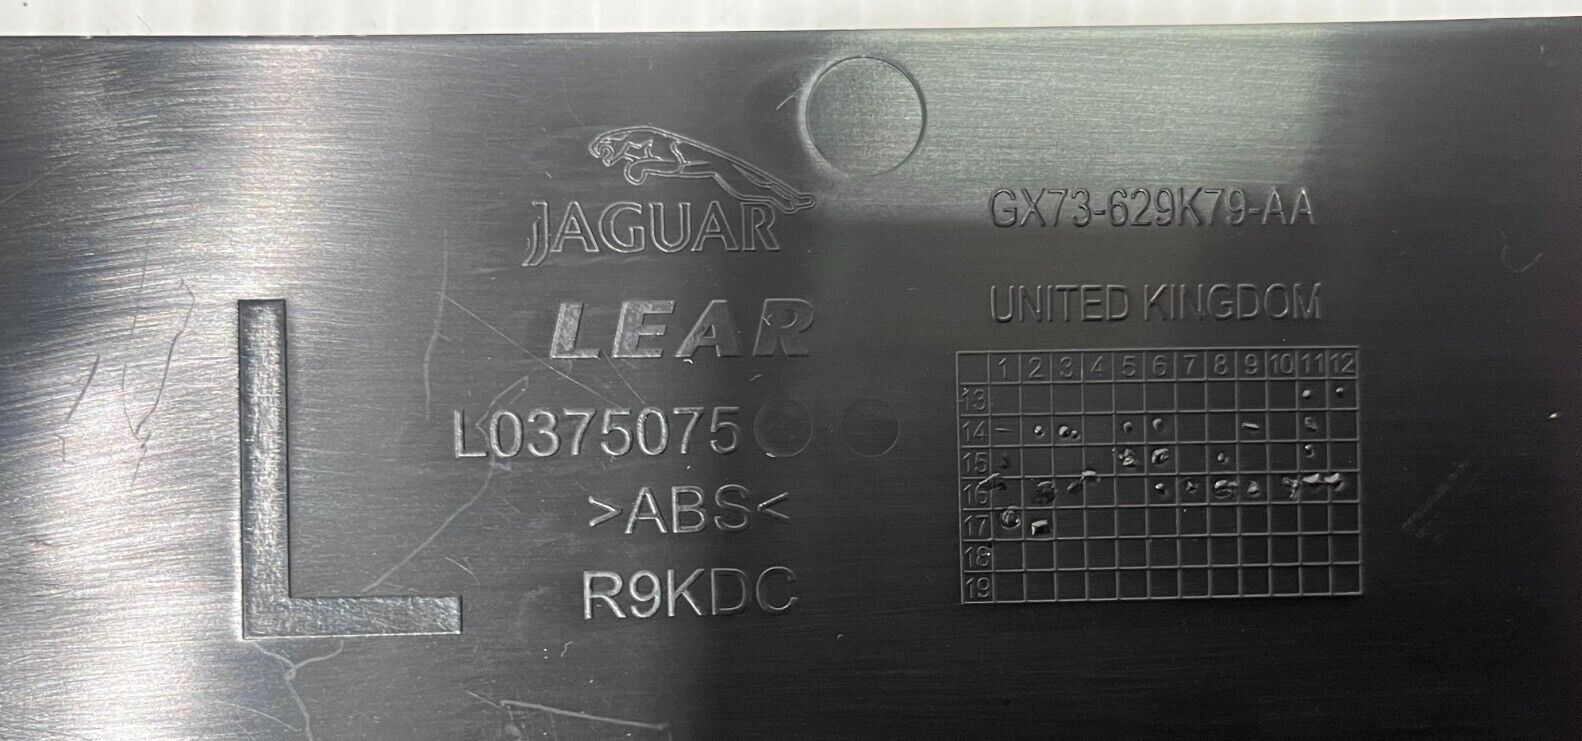 JAGUAR
LEAR
L0375075
>ABS<
R9KDC
L
GX73-629K79-AA
UNITED KINGDOM
1 2 3 4 5 6 7 8 9 10 11 12
13
14
15
16
17
18
19